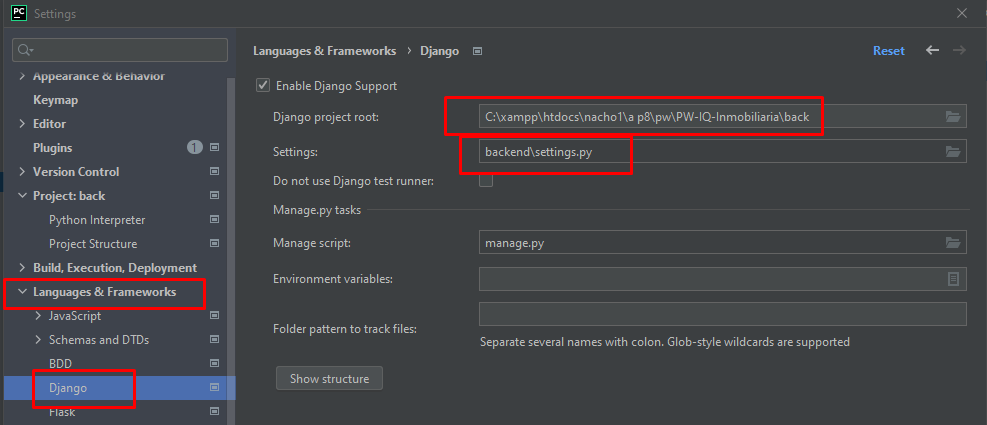 PC Settings
Appearance & Behavior
Keymap
Editor
Plugins 1
Version Control
Project: back
Python Interpreter
Project Structure
Build, Execution, Deployment
Languages & Frameworks
JavaScript
Schemas and DTDs
BDD
Django
Flask
Languages & Frameworks › Django
Reset
Enable Django Support
Django project root: C:\xampp\htdocs\nacho1\a p8\pw\PW-IQ-Inmobiliaria\back
Settings: backend\settings.py
Do not use Django test runner:
Manage.py tasks
Manage script: manage.py
Environment variables:
Folder pattern to track files:
Separate several names with colon. Glob-style wildcards are supported
Show structure